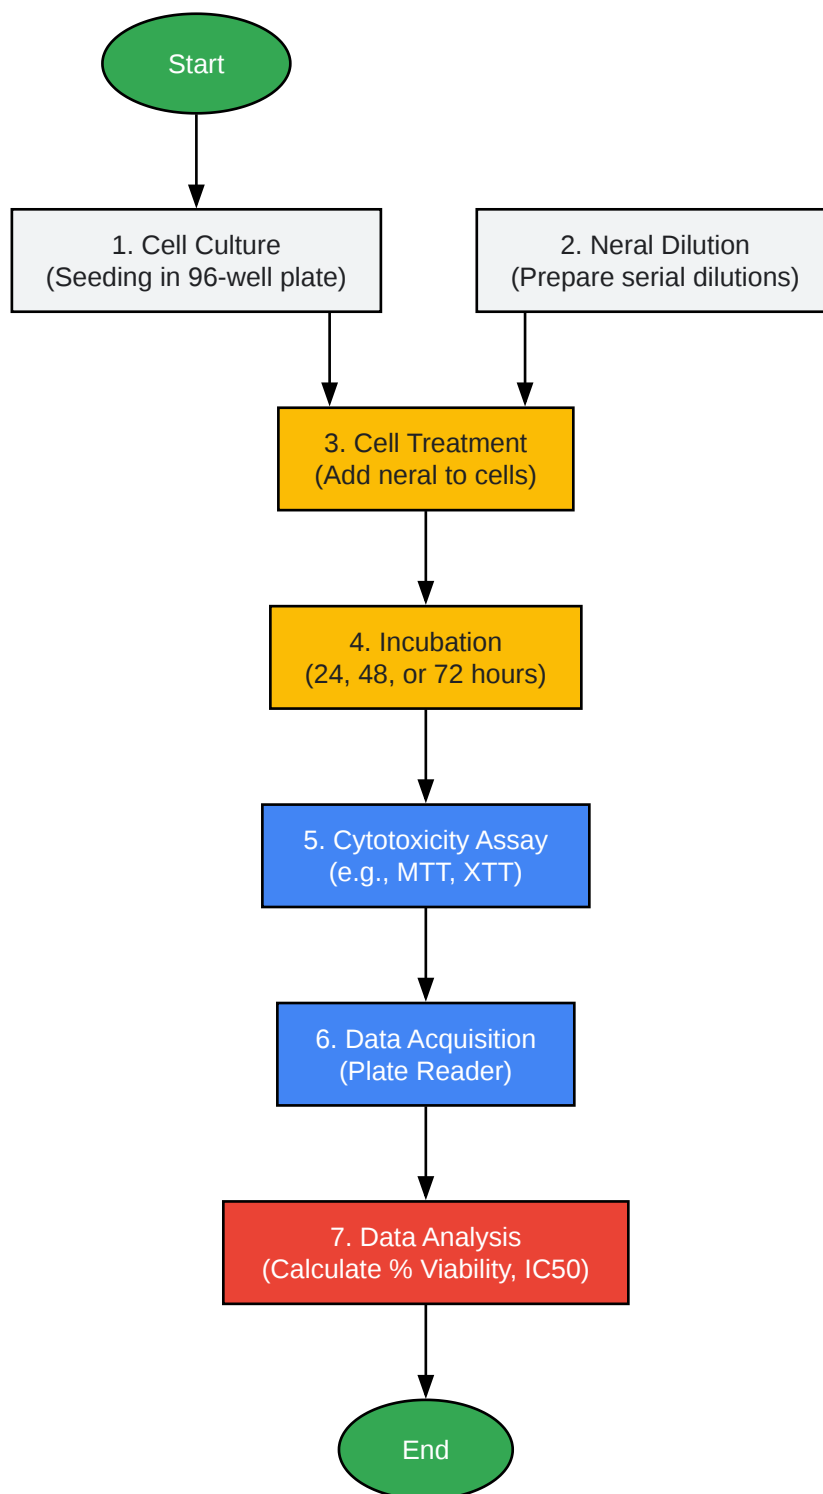 Start
1. Cell Culture
(Seeding in 96-well plate)
2. Neral Dilution
(Prepare serial dilutions)
3. Cell Treatment
(Add neral to cells)
4. Incubation
(24, 48, or 72 hours)
5. Cytotoxicity Assay
(e.g., MTT, XTT)
6. Data Acquisition
(Plate Reader)
7. Data Analysis
(Calculate % Viability, IC50)
End